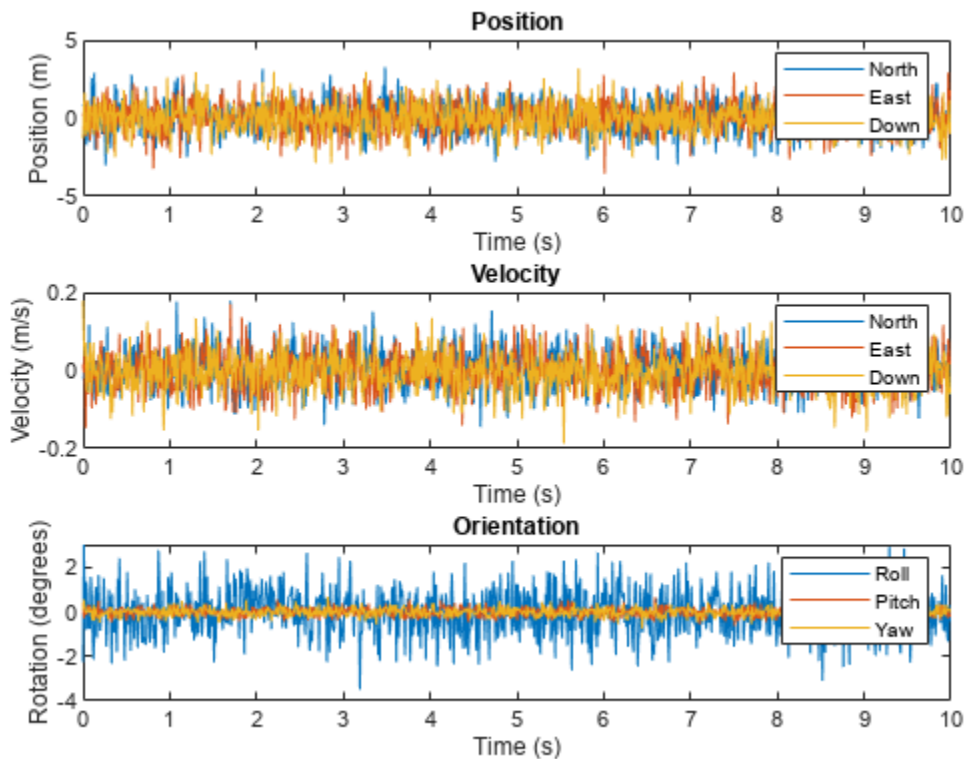 Position
5
0
-5
Position (m)
North
East
Down
0 1 2 3 4 5 6 7 8 9 10
Time (s)
Velocity
0.2
0
-0.2
Velocity (m/s)
North
East
Down
0 1 2 3 4 5 6 7 8 9 10
Time (s)
Orientation
2
0
-2
-4
Rotation (degrees)
Roll
Pitch
Yaw
0 1 2 3 4 5 6 7 8 9 10
Time (s)